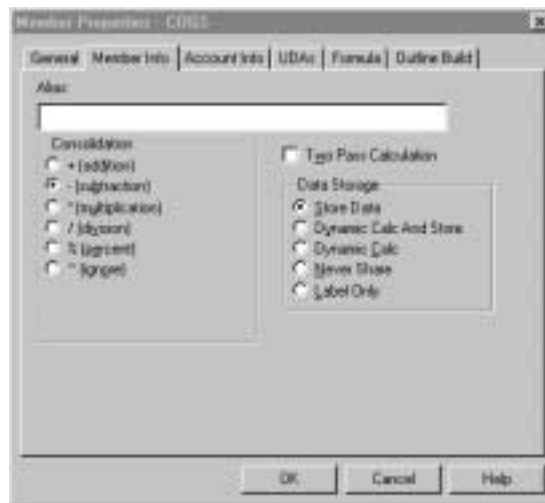 Member Properties - COGS
General Member Info Account Info UDAs Formula Outline Build
Alias:
Consolidation
+ (addition)
- (subtraction)
* (multiplication)
/ (division)
% (percent)
~ (ignore)
Two Pass Calculation
Data Storage
Store Data
Dynamic Calc And Store
Dynamic Calc
Never Share
Label Only
OK Cancel Help